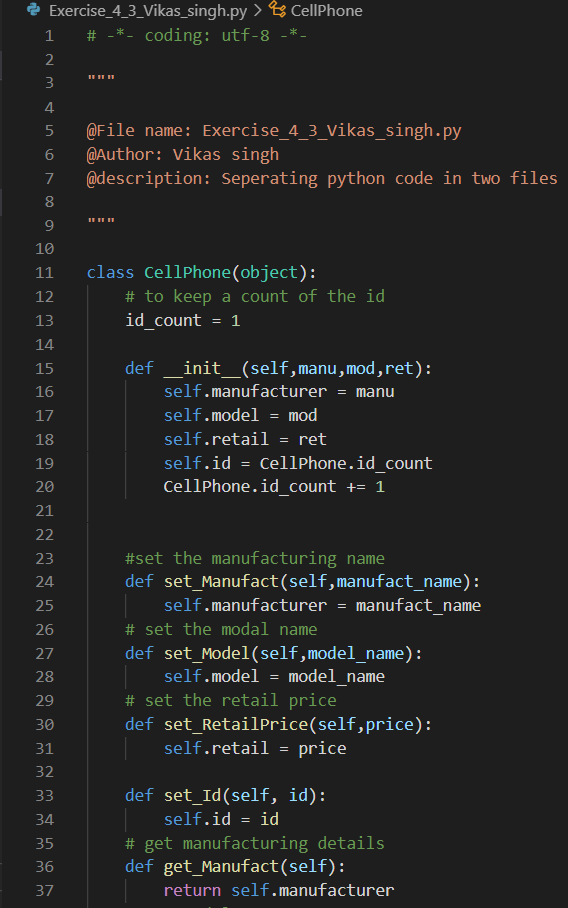 Exercise_4_3_Vikas_singh.py > CellPhone
1 # -*- coding: utf-8 -*-
2
3 """
4
5 @File name: Exercise_4_3_Vikas_singh.py
6 @Author: Vikas singh
7 @description: Seperating python code in two files
8
9 """
10
11 class CellPhone(object):
12     # to keep a count of the id
13     id_count = 1
14
15     def __init__(self,manu,mod,ret):
16         self.manufacturer = manu
17         self.model = mod
18         self.retail = ret
19         self.id = CellPhone.id_count
20         CellPhone.id_count += 1
21
22
23     #set the manufacturing name
24     def set_Manufact(self,manufact_name):
25         self.manufacturer = manufact_name
26     # set the modal name
27     def set_Model(self,model_name):
28         self.model = model_name
29     # set the retail price
30     def set_RetailPrice(self,price):
31         self.retail = price
32
33     def set_Id(self, id):
34         self.id = id
35     # get manufacturing details
36     def get_Manufact(self):
37         return self.manufacturer